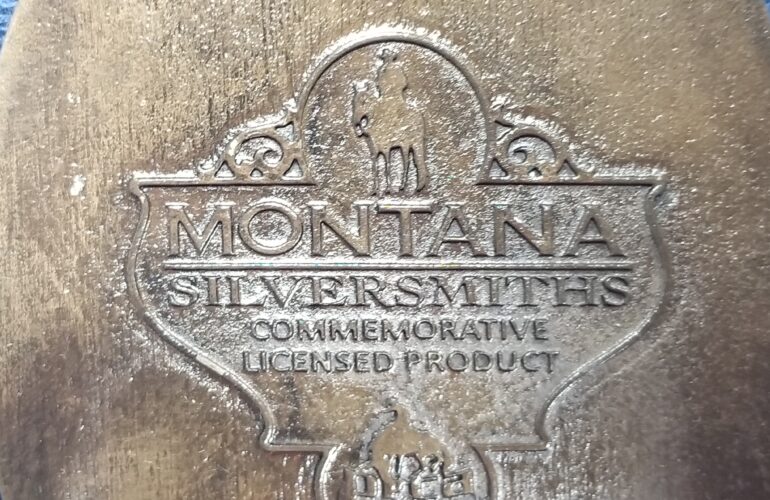 MONTANA
SILVERSMITHS
COMMEMORATIVE
LICENSED PRODUCT